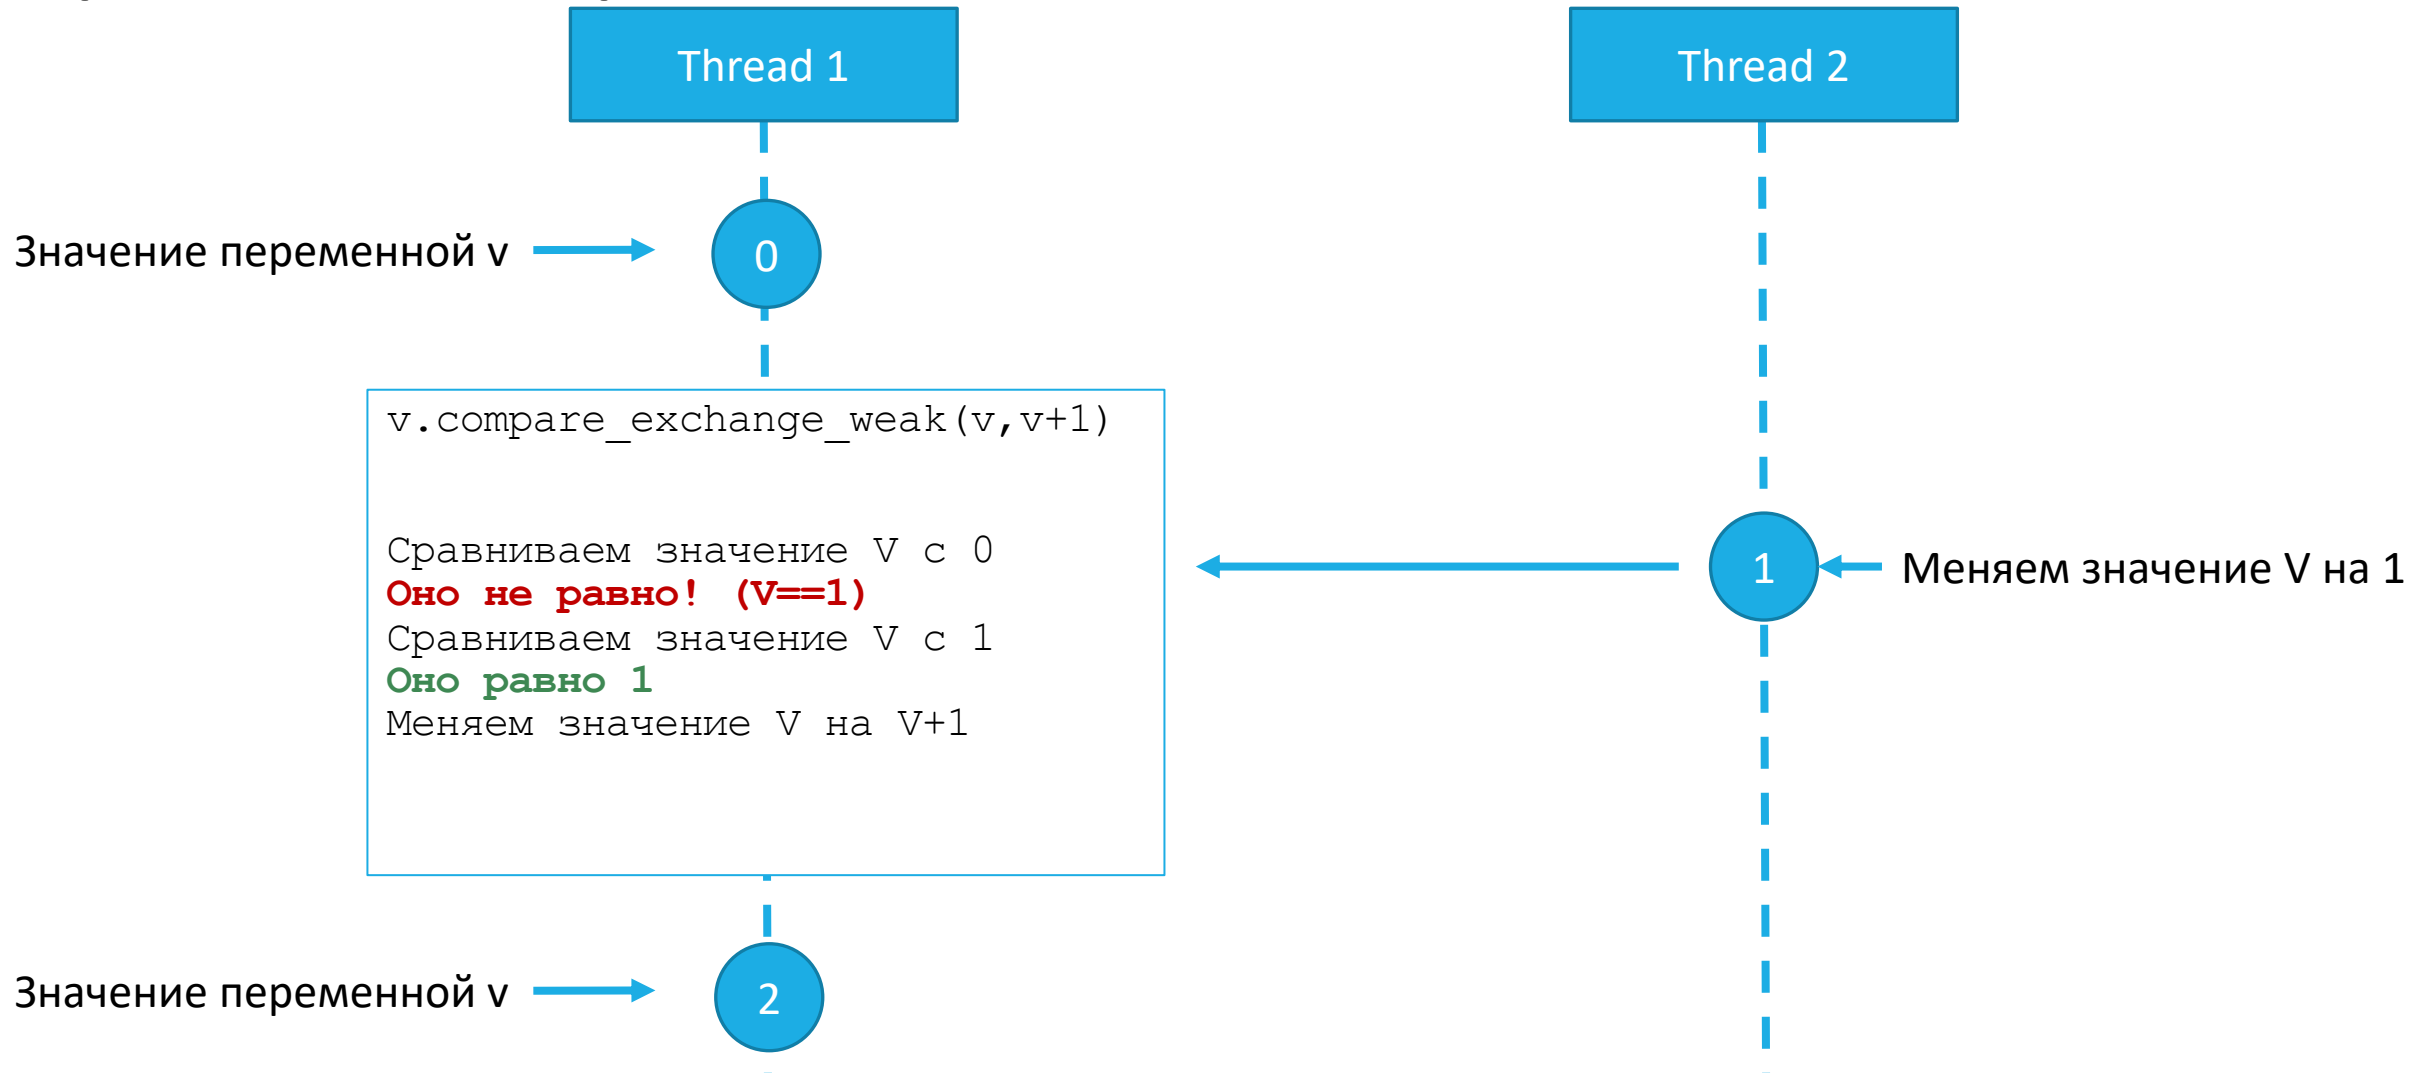 Thread 1
Thread 2
Значение переменной v
0
v.compare_exchange_weak(v,v+1)
Сравниваем значение V с 0
Оно не равно! (V==1)
Сравниваем значение V с 1
Оно равно 1
Меняем значение V на V+1
1
Меняем значение V на 1
Значение переменной v
2